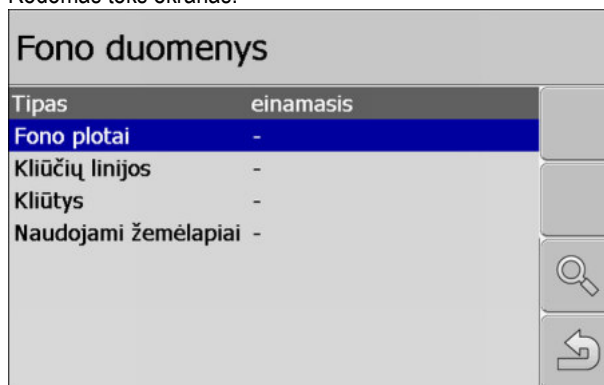 Rodomas toks ekranas:
Fono duomenys
Tipas einamasis
Fono plotai -
Kliūčių linijos -
Kliūtys -
Naudojami žemėlapiai -